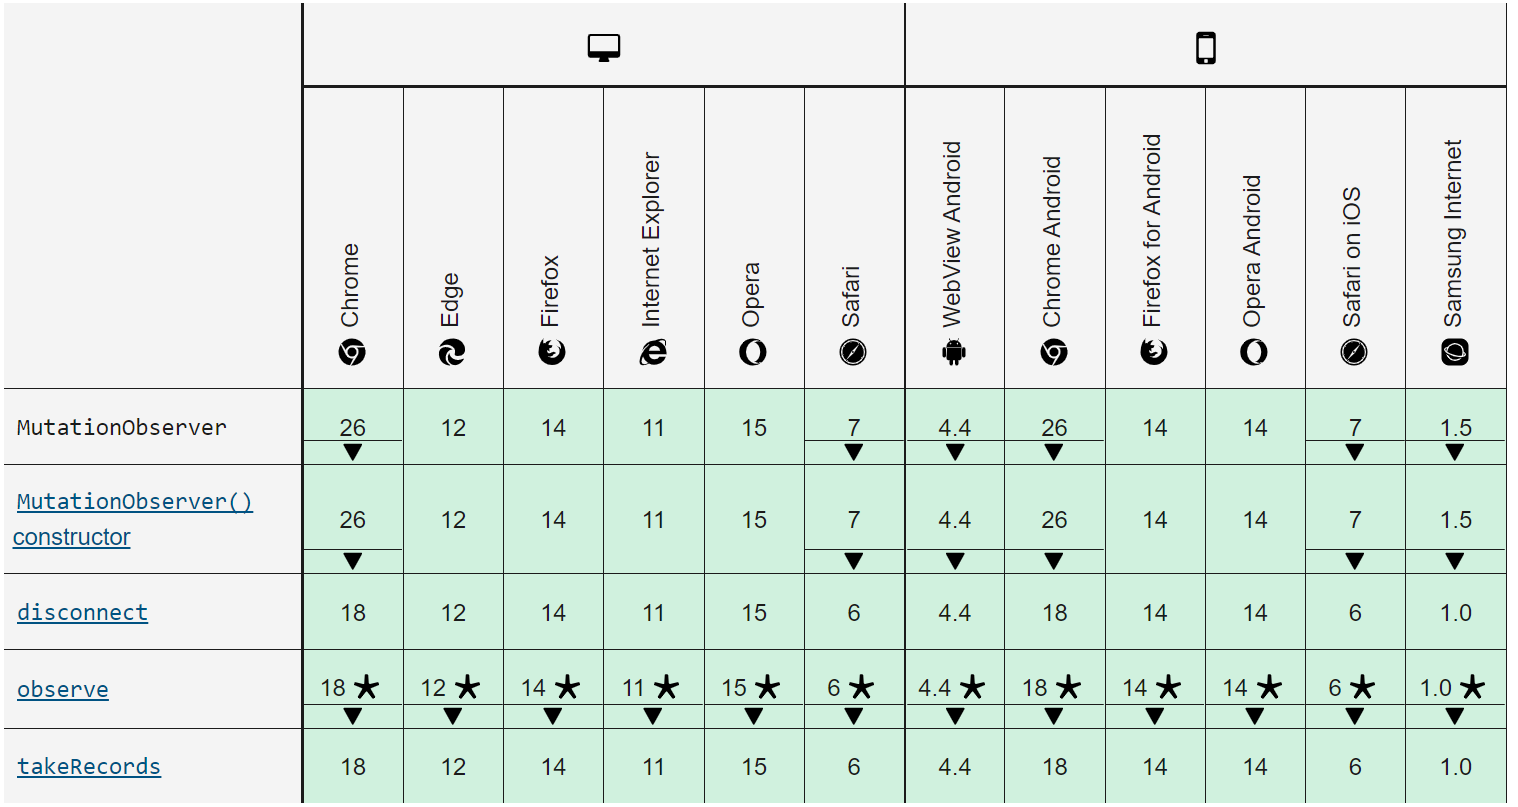 Chrome Edge Firefox Internet Explorer Opera Safari WebView Android Chrome Android Firefox for Android Opera Android Safari on iOS Samsung Internet
MutationObserver 26 12 14 11 15 7 4.4 26 14 14 7 1.5
MutationObserver()
constructor 26 12 14 11 15 7 4.4 26 14 14 7 1.5
disconnect 18 12 14 11 15 6 4.4 18 14 14 6 1.0
observe 18 12 14 11 15 6 4.4 18 14 14 6 1.0
takeRecords 18 12 14 11 15 6 4.4 18 14 14 6 1.0